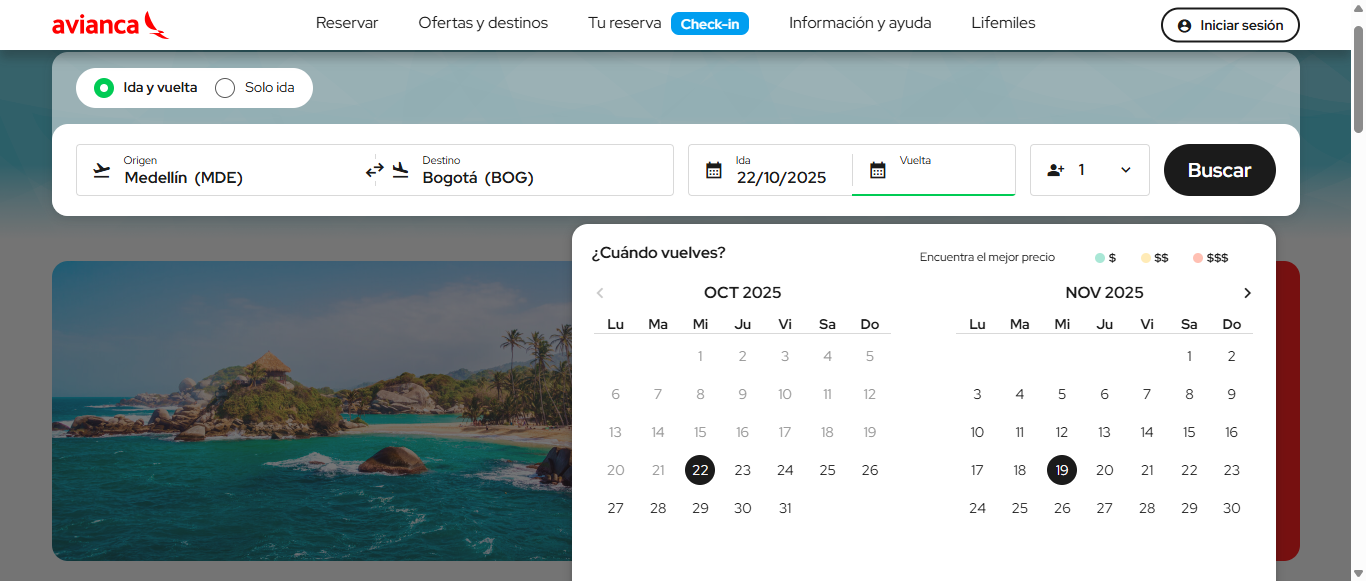 avianca
Reservar Ofertas y destinos Tu reserva Check-in Información y ayuda Lifemiles Iniciar sesión
Ida y vuelta Solo ida
Origen Destino Ida Vuelta
Medellín (MDE) Bogotá (BOG) 22/10/2025 1 Buscar
¿Cuándo vuelves? Encuentra el mejor precio $ $$ $$$
OCT 2025
Lu Ma Mi Ju Vi Sa Do
1 2 3 4 5
6 7 8 9 10 11 12
13 14 15 16 17 18 19
20 21 22 23 24 25 26
27 28 29 30 31
NOV 2025
Lu Ma Mi Ju Vi Sa Do
1 2
3 4 5 6 7 8 9
10 11 12 13 14 15 16
17 18 19 20 21 22 23
24 25 26 27 28 29 30